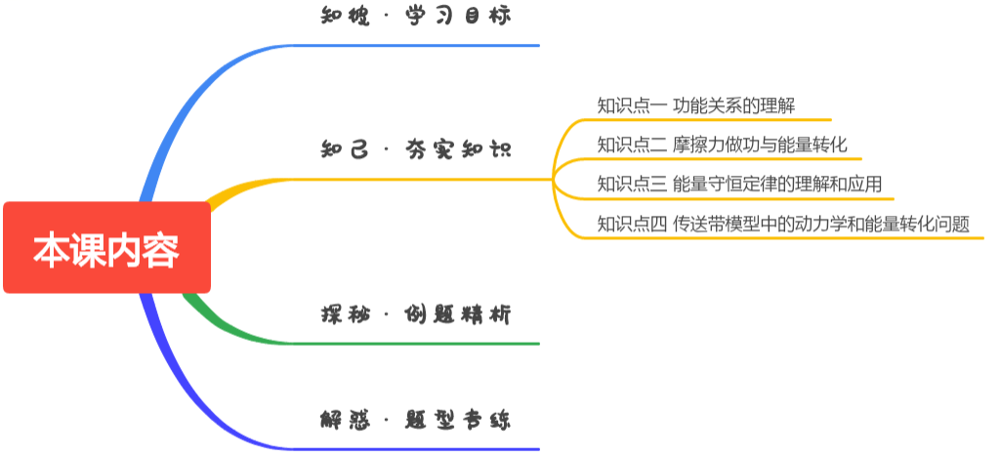 知彼·学习目标
知己·夯实知识
知识点一 功能关系的理解
知识点二 摩擦力做功与能量转化
知识点三 能量守恒定律的理解和应用
知识点四 传送带模型中的动力学和能量转化问题
本课内容
探秘·例题精析
解惑·题型专练